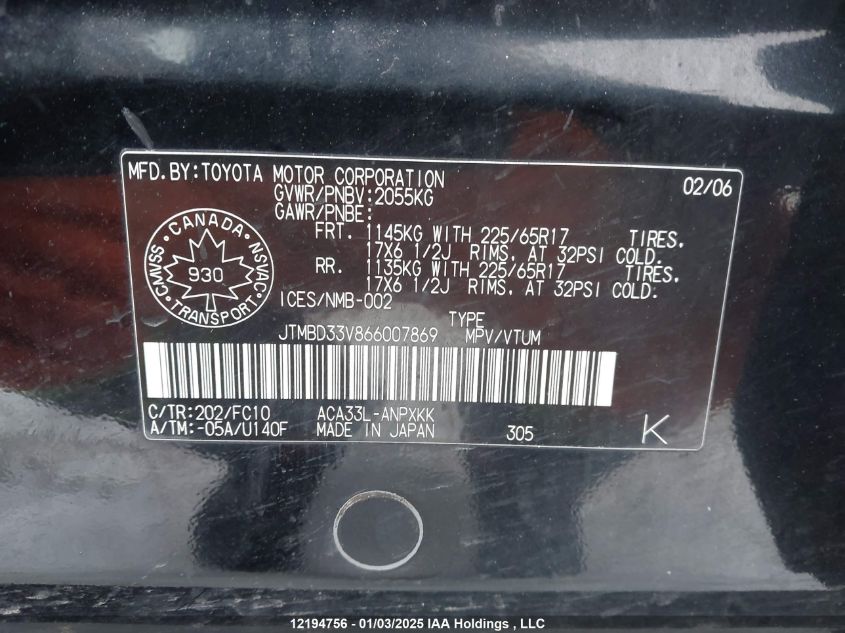 MFD.BY:TOYOTA MOTOR CORPORATION 02/06
GVWR/PNBV:2055KG
GAWR/PNBE:
FRT. 1145KG WITH 225/65R17 TIRES.
17X6 1/2J RIMS. AT 32PSI COLD.
RR. 1135KG WITH 225/65R17 TIRES.
17X6 1/2J RIMS. AT 32PSI COLD.
ICES/NMB-002
CANADA
CMVSS NSVAC
930
TRANSPORT
TYPE
JTMBD33V866007869 MPV/VTUM
C/TR:202/FC10 ACA33L-ANPXKK
A/TM:-05A/U140F MADE IN JAPAN 305 K
12194756 - 01/03/2025 IAA Holdings , LLC